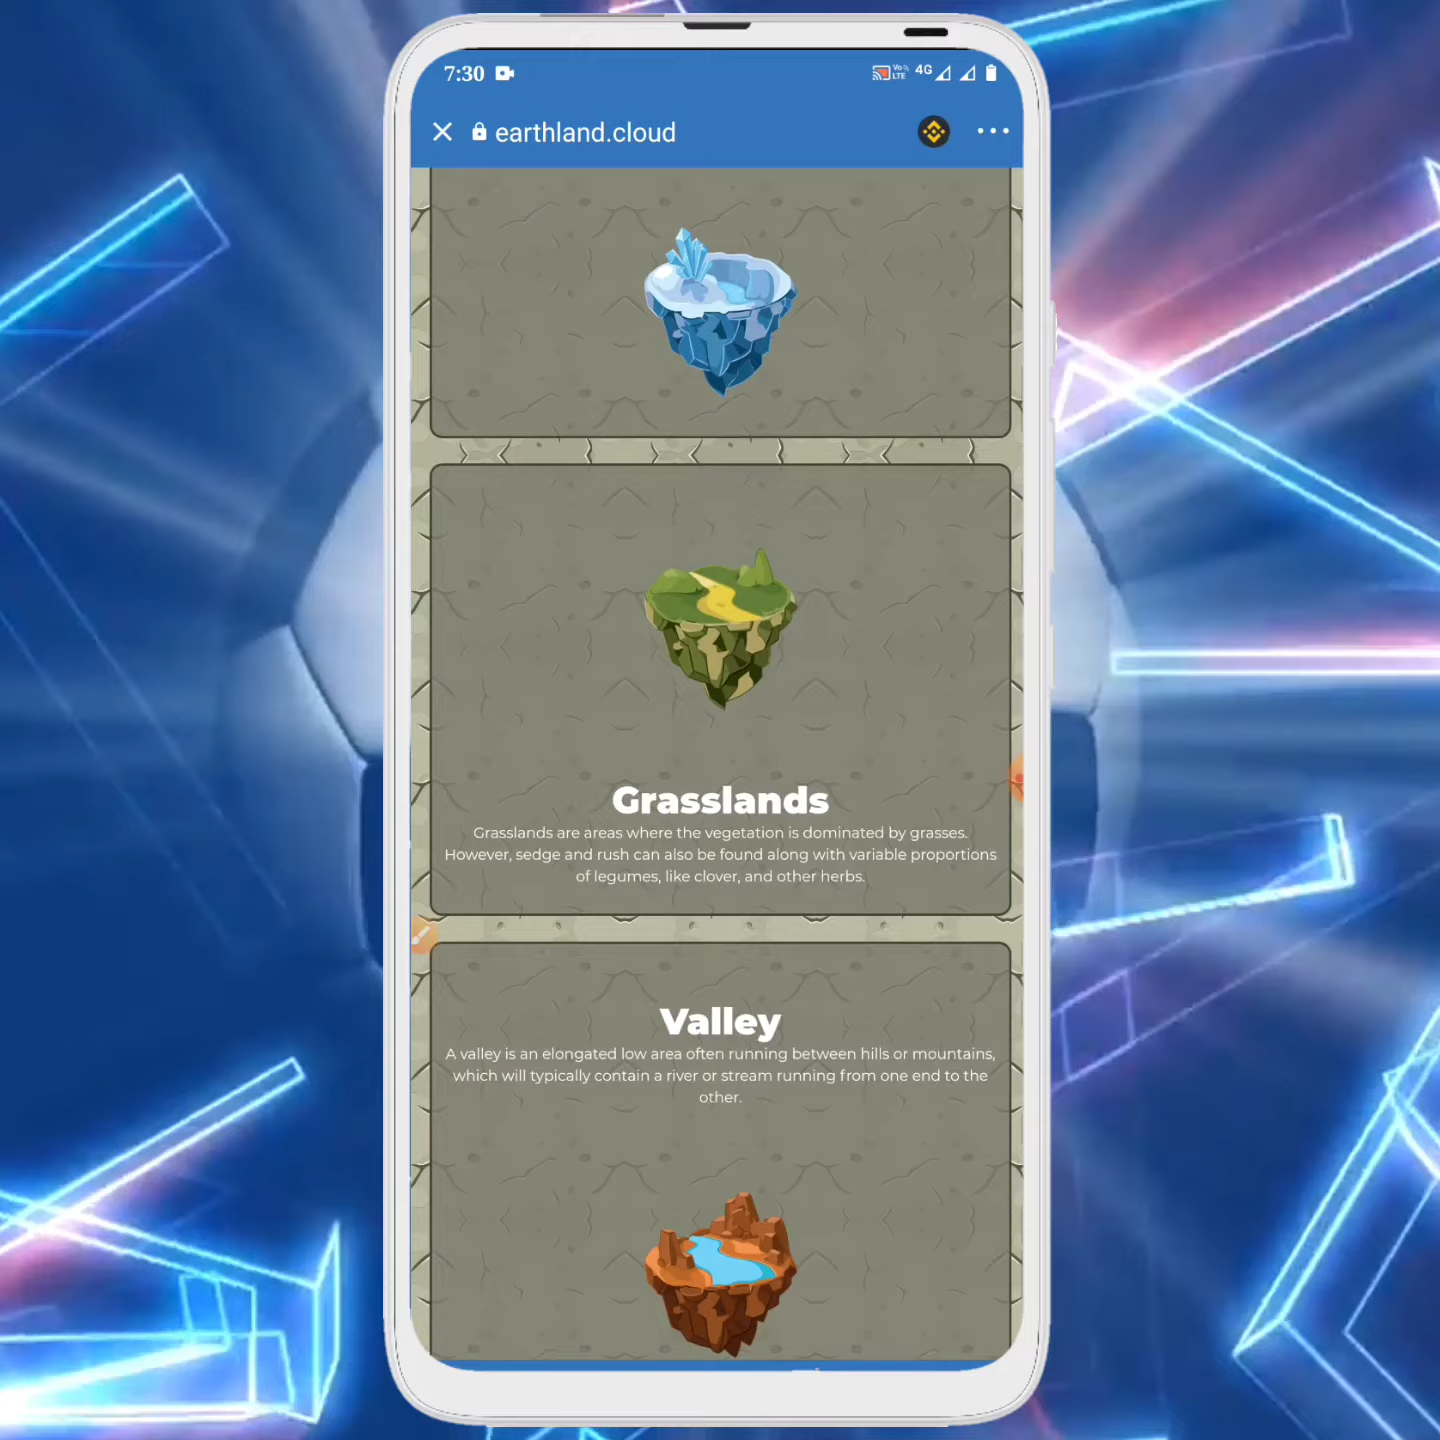 7:30
Vo
LTE
4G
earthland.cloud
Grasslands
Grasslands are areas where the vegetation is dominated by grasses.
However, sedge and rush can also be found along with variable proportions
of legumes, like clover, and other herbs.
Valley
A valley is an elongated low area often running between hills or mountains,
which will typically contain a river or stream running from one end to the
other.